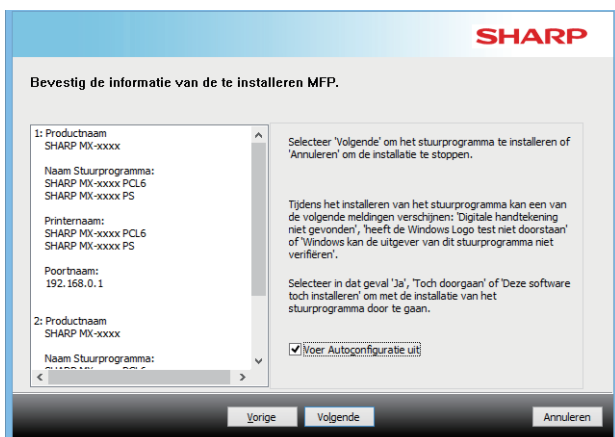 SHARP
Bevestig de informatie van de te installeren MFP.
1: Productnaam
SHARP MX-xxxx
Naam Stuurprogramma:
SHARP MX-xxxx PCL6
SHARP MX-xxxx PS
Printernaam:
SHARP MX-xxxx PCL6
SHARP MX-xxxx PS
Poortnaam:
192.168.0.1
2: Productnaam
SHARP MX-xxxx
Naam Stuurprogramma:
Selecteer 'Volgende' om het stuurprogramma te installeren of
'Annuleren' om de installatie te stoppen.
Tijdens het installeren van het stuurprogramma kan een van
de volgende meldingen verschijnen: 'Digitale handtekening
niet gevonden', 'heeft de Windows Logo test niet doorstaan'
of 'Windows kan de uitgever van dit stuurprogramma niet
verifiëren'.
Selecteer in dat geval 'Ja', 'Toch doorgaan' of 'Deze software
toch installeren' om met de installatie van het
stuurprogramma door te gaan.
Voer Autoconfiguratie uit
Vorige
Volgende
Annuleren